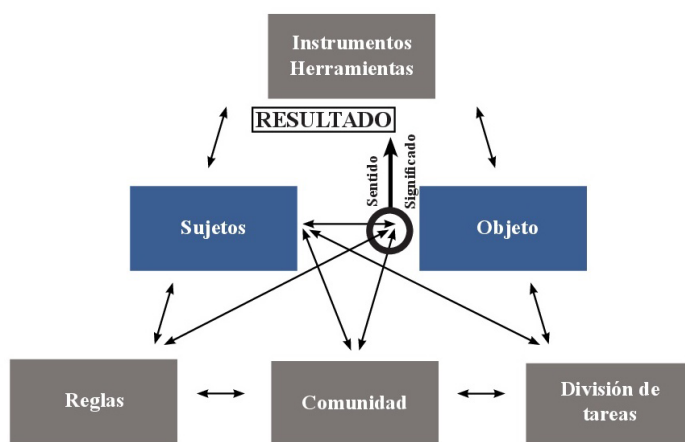 Instrumentos
Herramientas
RESULTADO
Sentido
Significado
Sujetos
Objeto
Reglas
Comunidad
División de
tareas